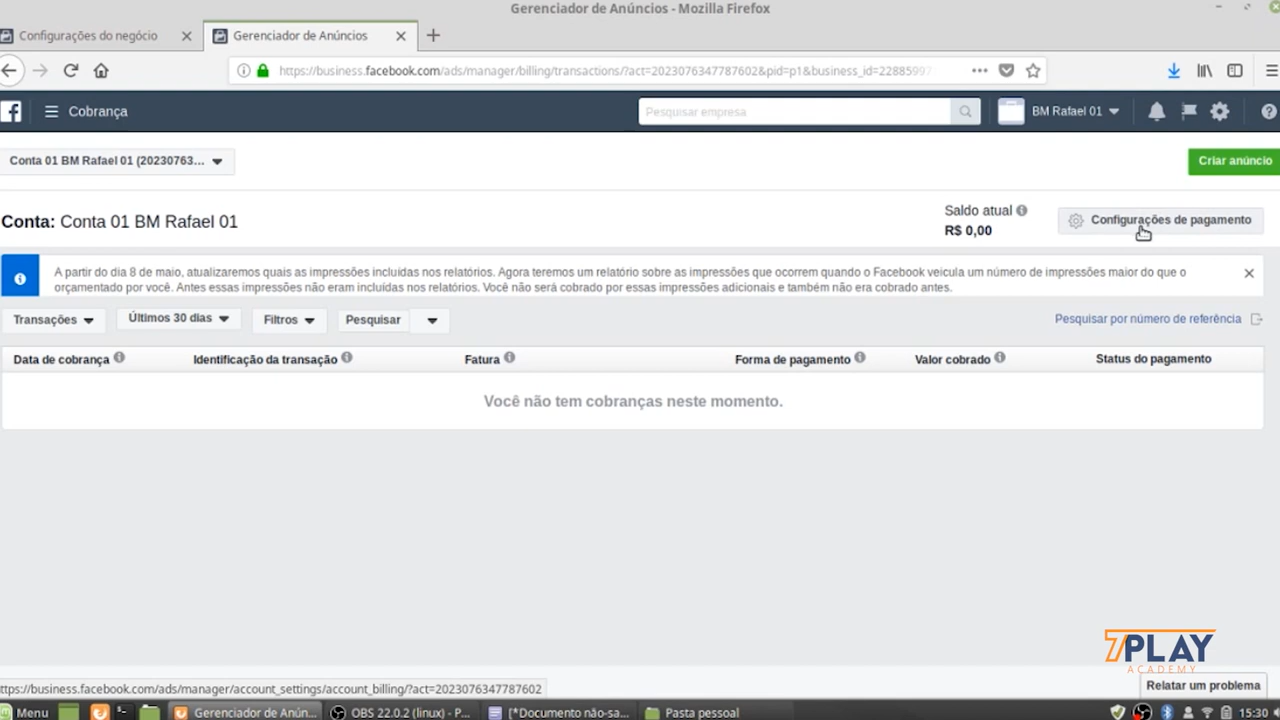 Gerenciador de Anúncios - Mozilla Firefox
Configurações do negócio
Gerenciador de Anúncios
https://business.facebook.com/ads/manager/billing/transactions/?act=2023076347787602&pid=p1&business_id=22885997
Cobrança
Pesquisar empresa
BM Rafael 01
Conta 01 BM Rafael 01 (20230763...
Criar anúncio
Conta: Conta 01 BM Rafael 01
Saldo atual
R$ 0,00
Configurações de pagamento
A partir do dia 8 de maio, atualizaremos quais as impressões incluídas nos relatórios. Agora teremos um relatório sobre as impressões que ocorrem quando o Facebook veicula um número de impressões maior do que o
orçamentado por você. Antes essas impressões não eram incluídas nos relatórios. Você não será cobrado por essas impressões adicionais e também não era cobrado antes.
Transações
Últimos 30 dias
Filtros
Pesquisar
Pesquisar por número de referência
Data de cobrança
Identificação da transação
Fatura
Forma de pagamento
Valor cobrado
Status do pagamento
Você não tem cobranças neste momento.
7PLAY
ACADEMY
ttps://business.facebook.com/ads/manager/account_settings/account_billing/?act=2023076347787602
Relatar um problema
Menu
Gerenciador de Anún...
OBS 22.0.2 (linux) - P...
[*Documento não-sa...
Pasta pessoal
15:30